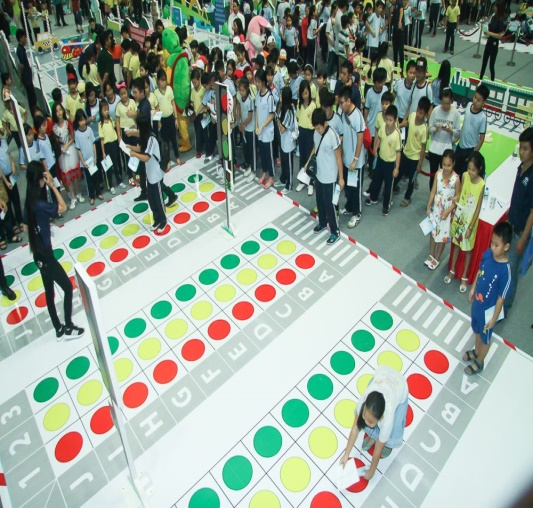 J
G F E D C B A
1 2 3
J I H G F E D C B A
D C B A